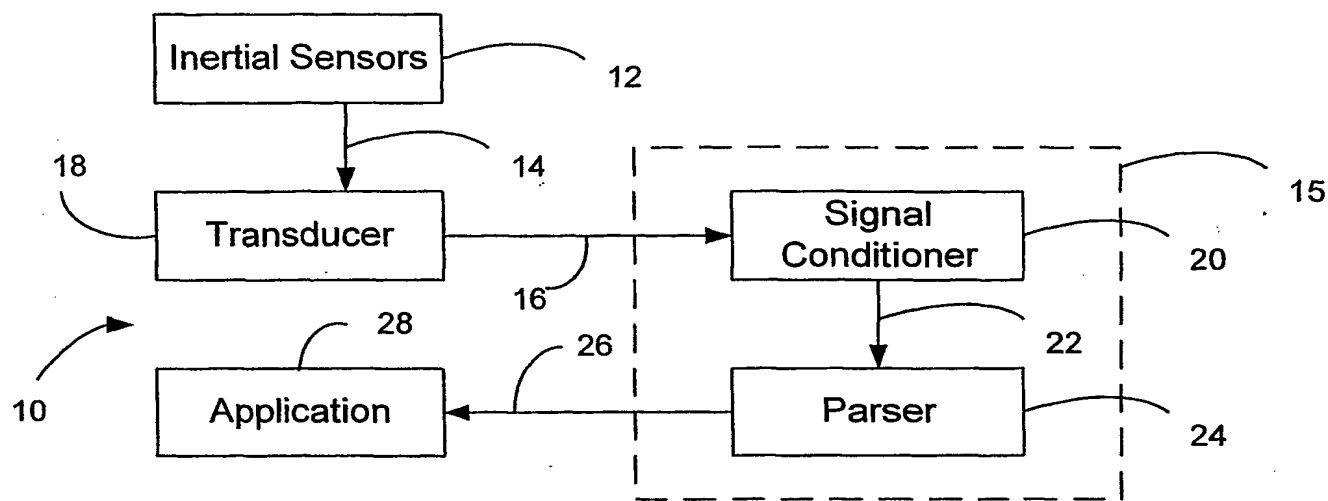 Inertial Sensors
12
14
18
Transducer
16
15
Signal
Conditioner
20
22
10
28
26
Application
Parser
24